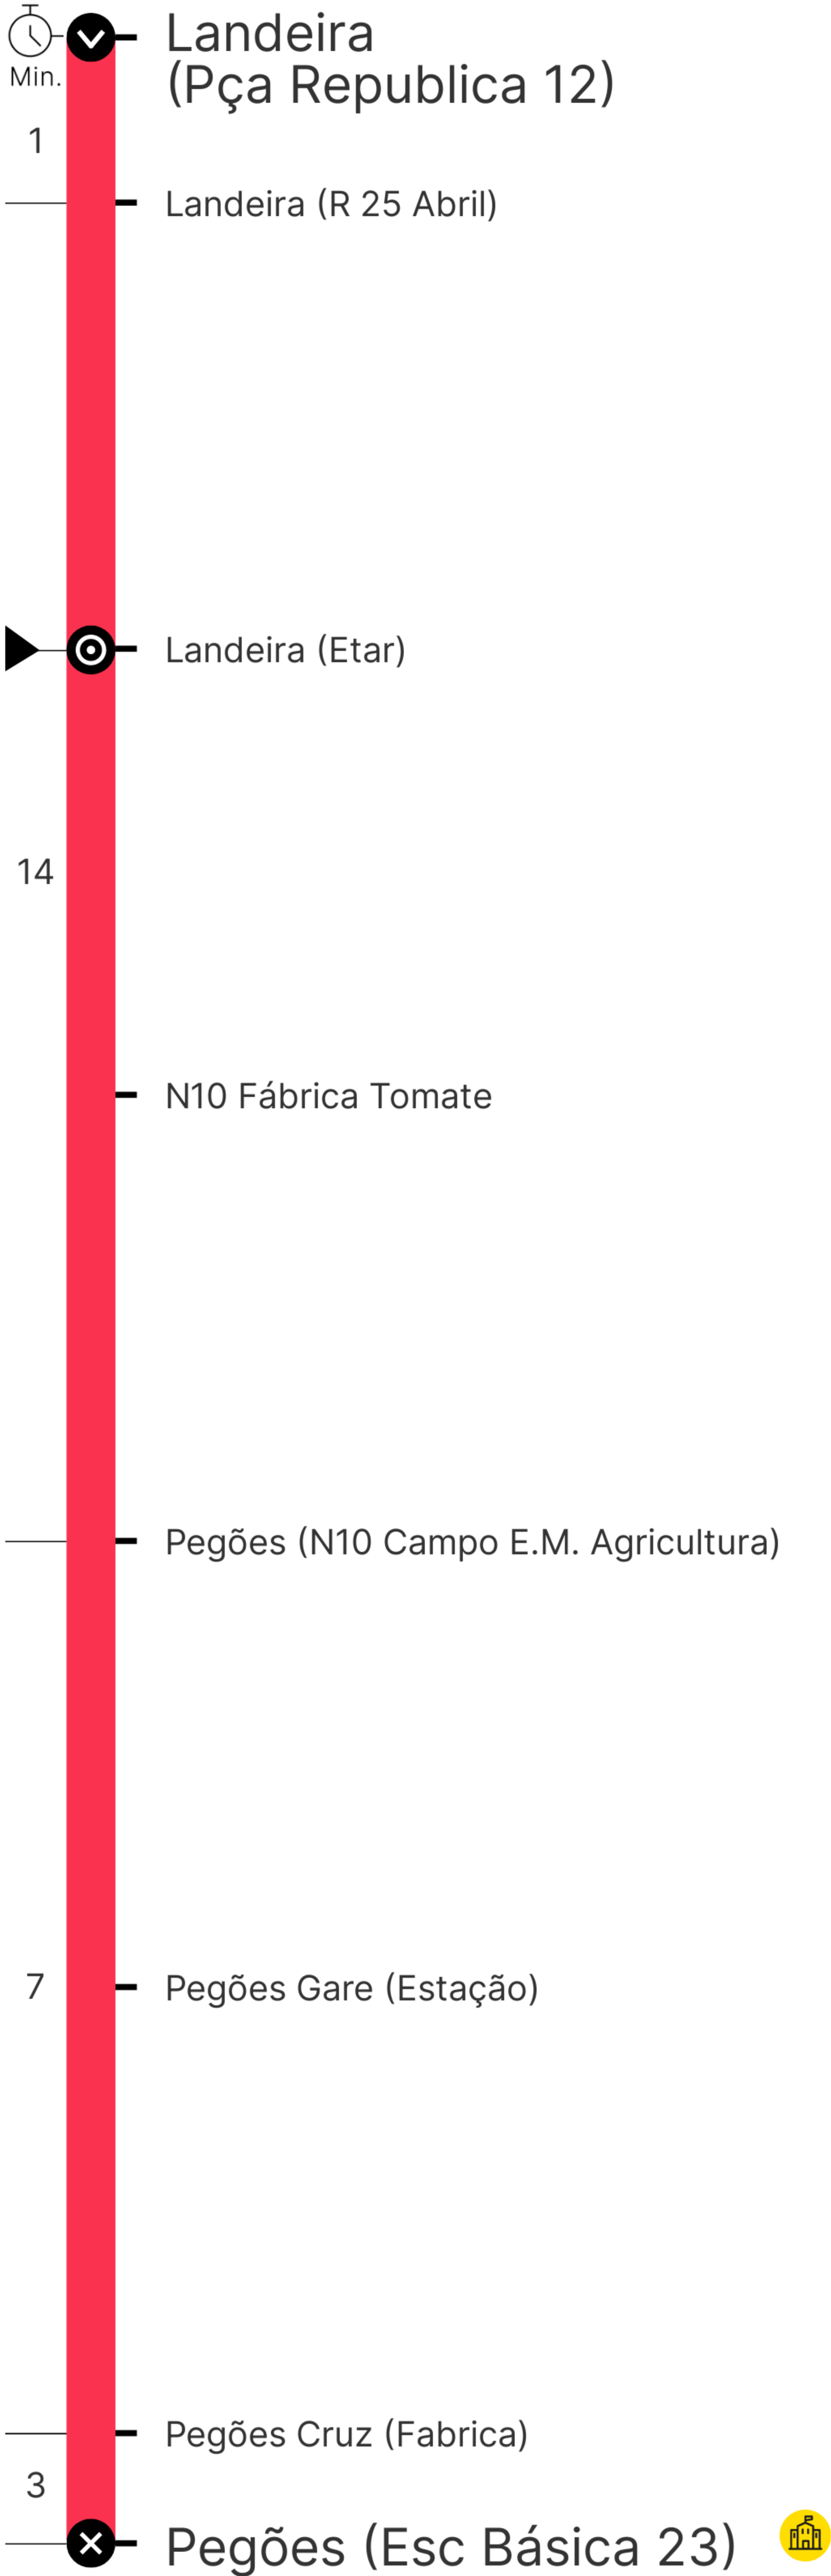 Landeira
(Pça Republica 12)
Min.
1
Landeira (R 25 Abril)
Landeira (Etar)
14
N10 Fábrica Tomate
Pegões (N10 Campo E.M. Agricultura)
7
Pegões Gare (Estação)
Pegões Cruz (Fabrica)
3
Pegões (Esc Básica 23)